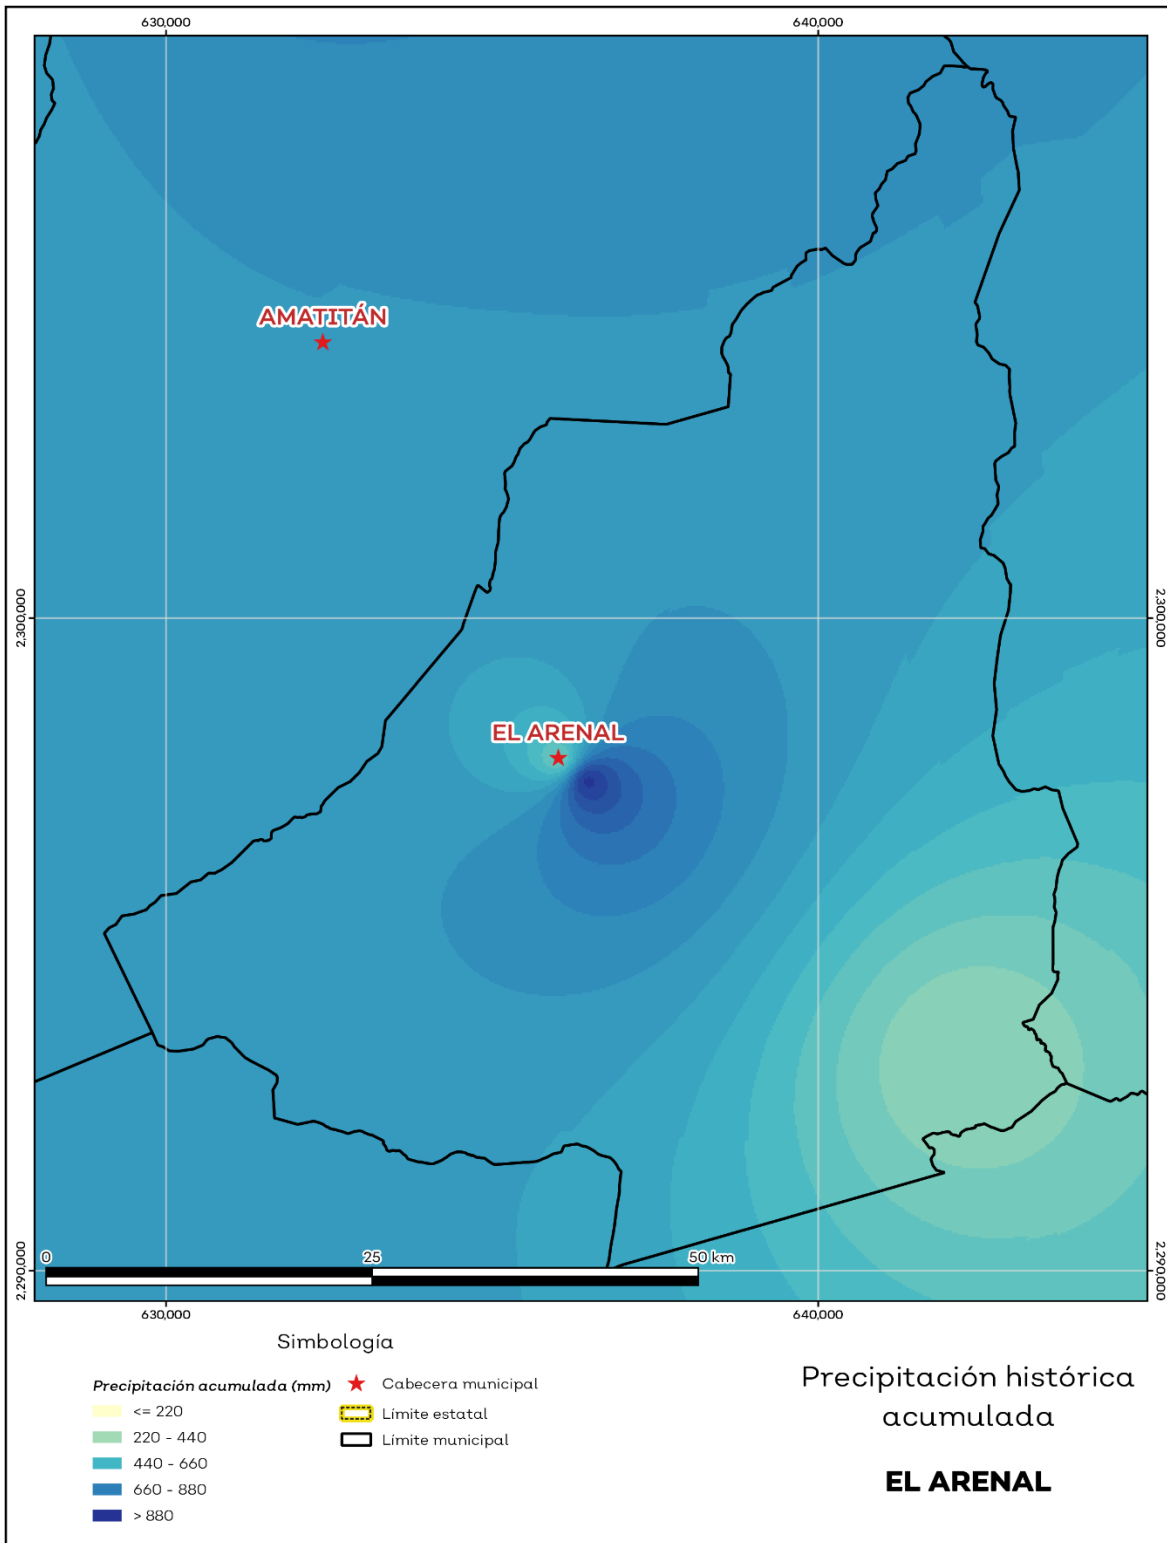 630,000
640,000
AMATITÁN
2,300,000
2,300,000
EL ARENAL
0
25
50 km
2,290,000
2,290,000
630,000
640,000
Simbología
Precipitación acumulada (mm)
<= 220
220 - 440
440 - 660
660 - 880
> 880
Cabecera municipal
Límite estatal
Límite municipal
Precipitación histórica
acumulada
EL ARENAL